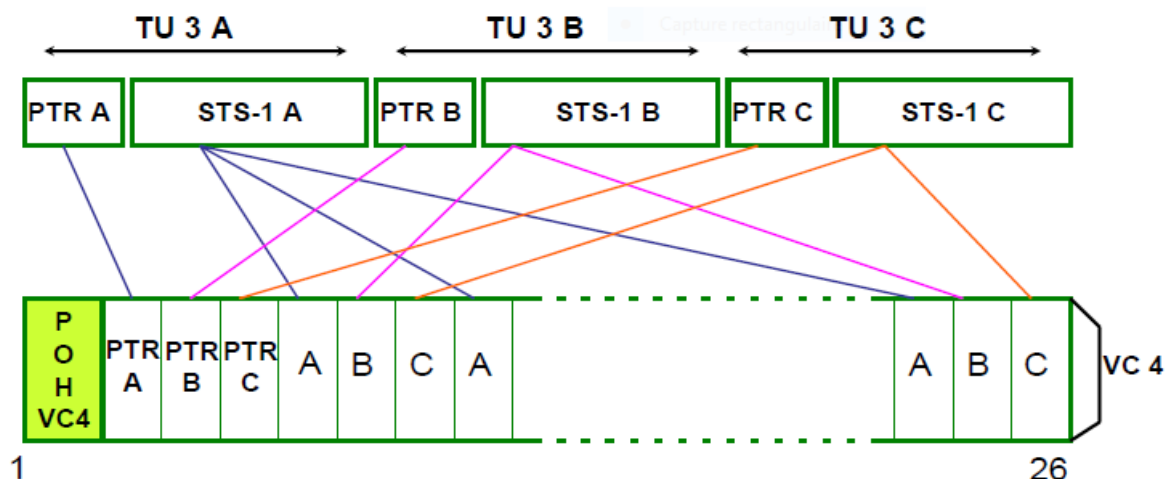 Capture rectangulai
TU 3 A
TU 3 B
TU 3 C
PTR A
STS-1 A
PTR B
STS-1 B
PTR C
STS-1 C
P
O
H
VC4
PTR
A
PTR
B
PTR
C
A
B
C
A
A
B
C
VC 4
1
26